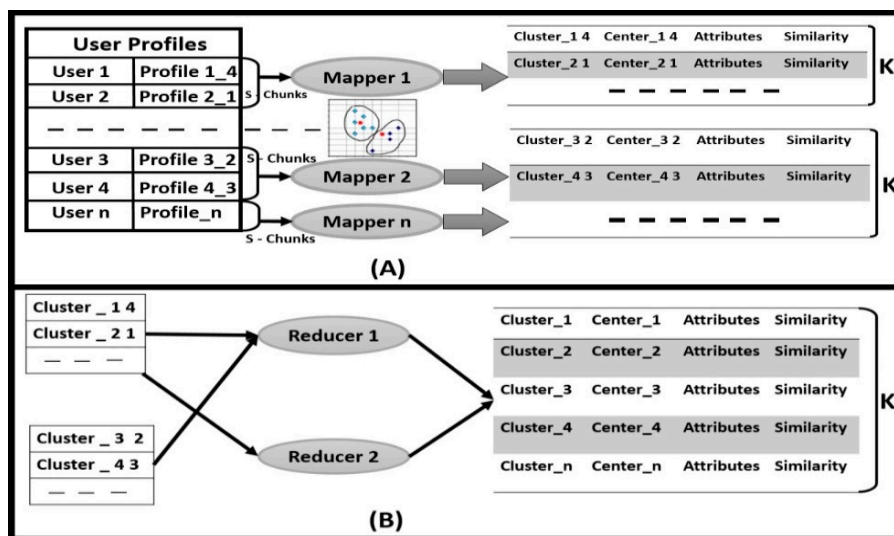 User Profiles
User 1 Profile 1_4
User 2 Profile 2_1
User 3 Profile 3_2
User 4 Profile 4_3
User n Profile_n
S - Chunks
S - Chunks
S - Chunks
Mapper 1
Mapper 2
Mapper n
Cluster_1 4 Center_1 4 Attributes Similarity
Cluster_2 1 Center_2 1 Attributes Similarity
K
Cluster_3 2 Center_3 2 Attributes Similarity
Cluster_4 3 Center_4 3 Attributes Similarity
K
(A)
Cluster _ 1 4
Cluster _ 2 1
Cluster _ 3 2
Cluster _ 4 3
Reducer 1
Reducer 2
Cluster_1 Center_1 Attributes Similarity
Cluster_2 Center_2 Attributes Similarity
Cluster_3 Center_3 Attributes Similarity
Cluster_4 Center_4 Attributes Similarity
Cluster_n Center_n Attributes Similarity
K
(B)